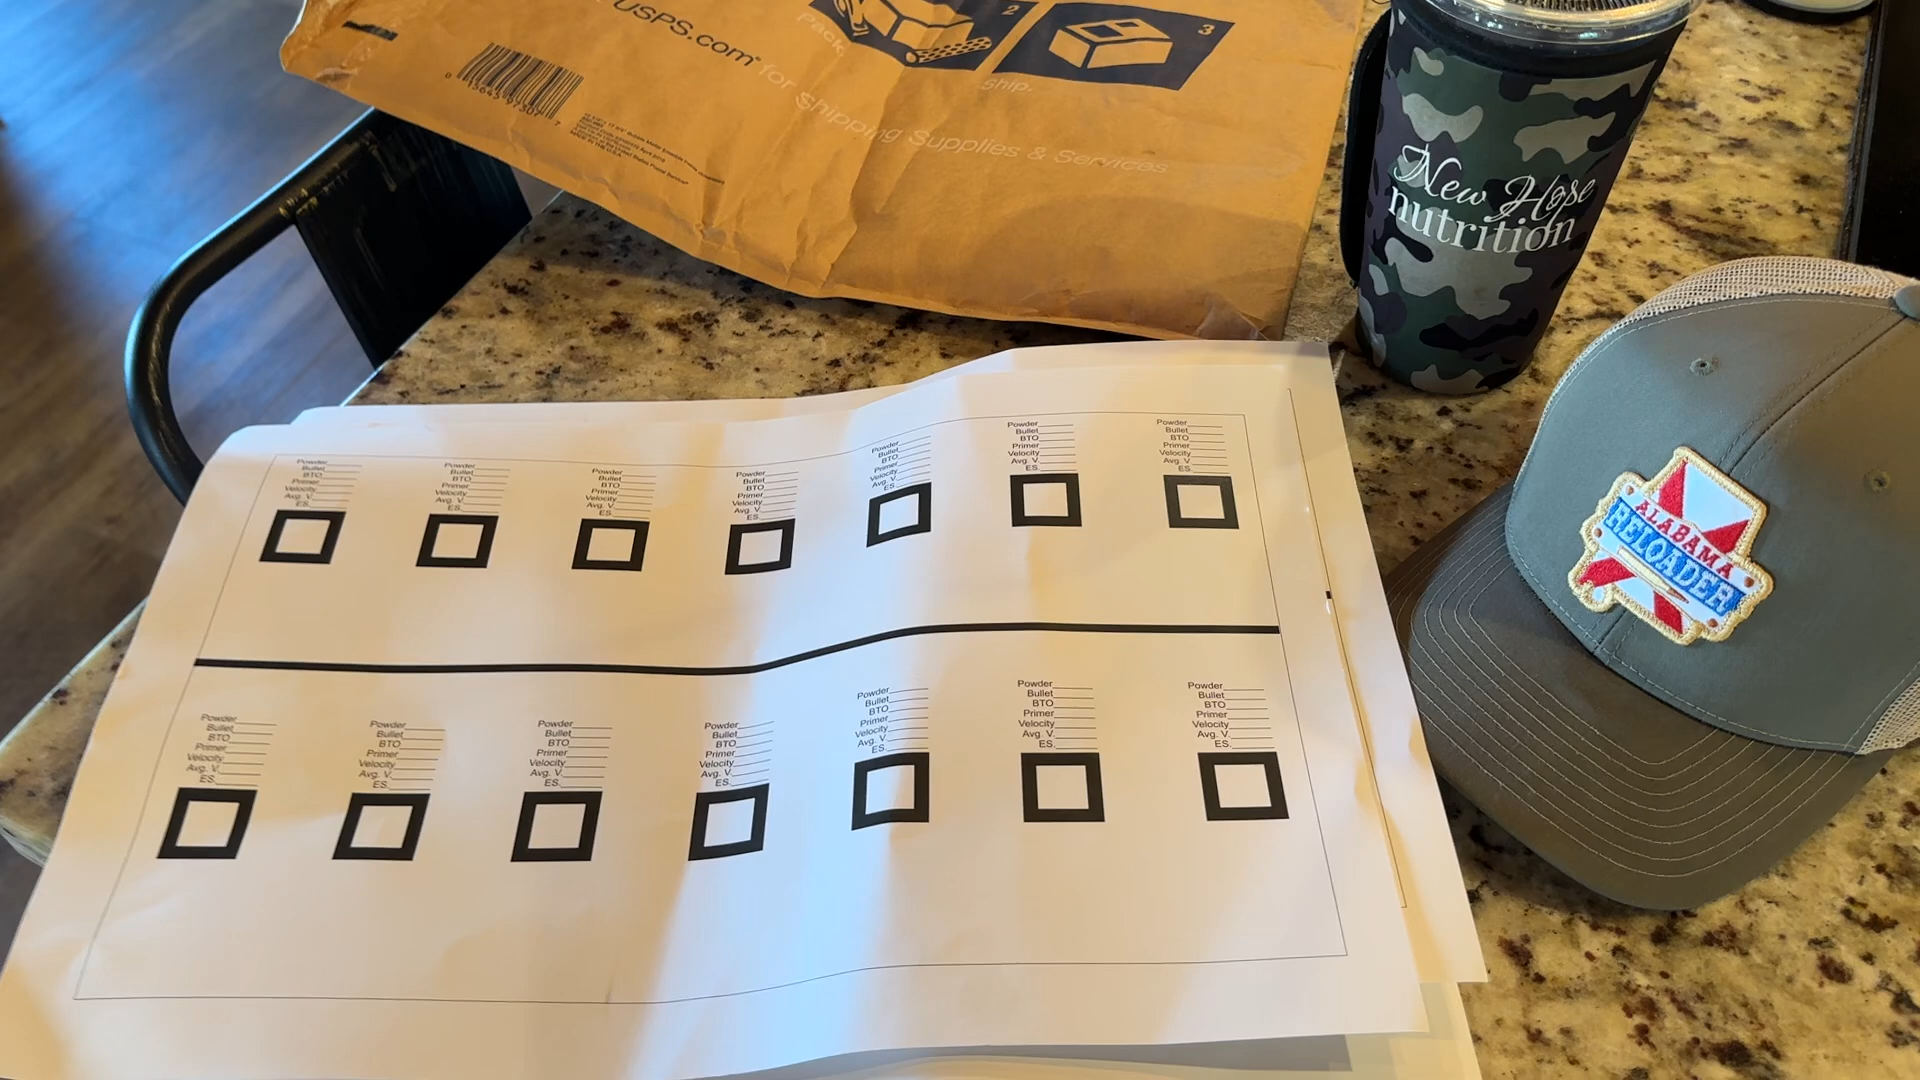 USPS.com®
for Shipping Supplies & Services
Pack.
2
Ship.
3
New Hope
nutrition
ALABAMA
RELOADER
Powder
Bullet
BTO
Primer
Velocity
Avg. V.
ES.
Powder
Bullet
BTO
Primer
Velocity
Avg. V.
ES.
Powder
Bullet
BTO
Primer
Velocity
Avg. V.
ES.
Powder
Bullet
BTO
Primer
Velocity
Avg. V.
ES.
Powder
Bullet
BTO
Primer
Velocity
Avg. V.
ES.
Powder
Bullet
BTO
Primer
Velocity
Avg. V.
ES.
Powder
Bullet
BTO
Primer
Velocity
Avg. V.
ES.
Powder
Bullet
BTO
Primer
Velocity
Avg. V.
ES.
Powder
Bullet
BTO
Primer
Velocity
Avg. V.
ES.
Powder
Bullet
BTO
Primer
Velocity
Avg. V.
ES.
Powder
Bullet
BTO
Primer
Velocity
Avg. V.
ES.
Powder
Bullet
BTO
Primer
Velocity
Avg. V.
ES.
Powder
Bullet
BTO
Primer
Velocity
Avg. V.
ES.
Powder
Bullet
BTO
Primer
Velocity
Avg. V.
ES.